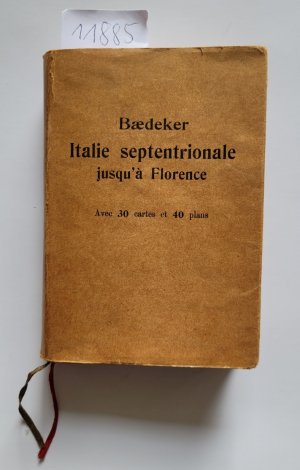 11885
Bædeker
Italie septentrionale
jusqu'à Florence
Avec 30 cartes et 40 plans